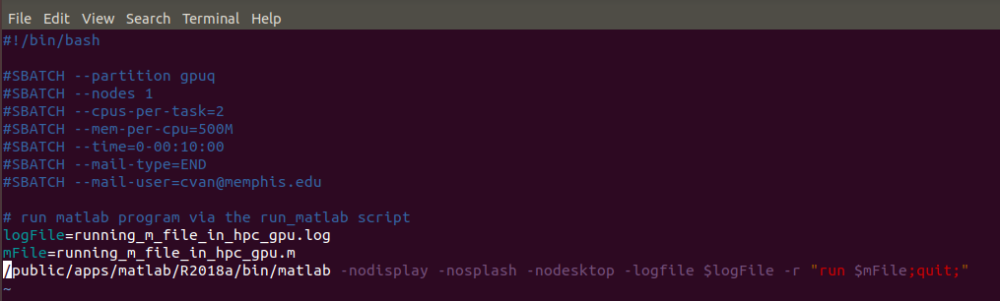 File Edit View Search Terminal Help
#!/bin/bash
#SBATCH --partition gpuq
#SBATCH --nodes 1
#SBATCH --cpus-per-task=2
#SBATCH --mem-per-cpu=500M
#SBATCH --time=0-00:10:00
#SBATCH --mail-type=END
#SBATCH --mail-user=cvan@memphis.edu
# run matlab program via the run_matlab script
logFile=running_m_file_in_hpc_gpu.log
mFile=running_m_file_in_hpc_gpu.m
/public/apps/matlab/R2018a/bin/matlab -nodisplay -nosplash -nodesktop -logfile $logFile -r "run $mFile;quit;"
~